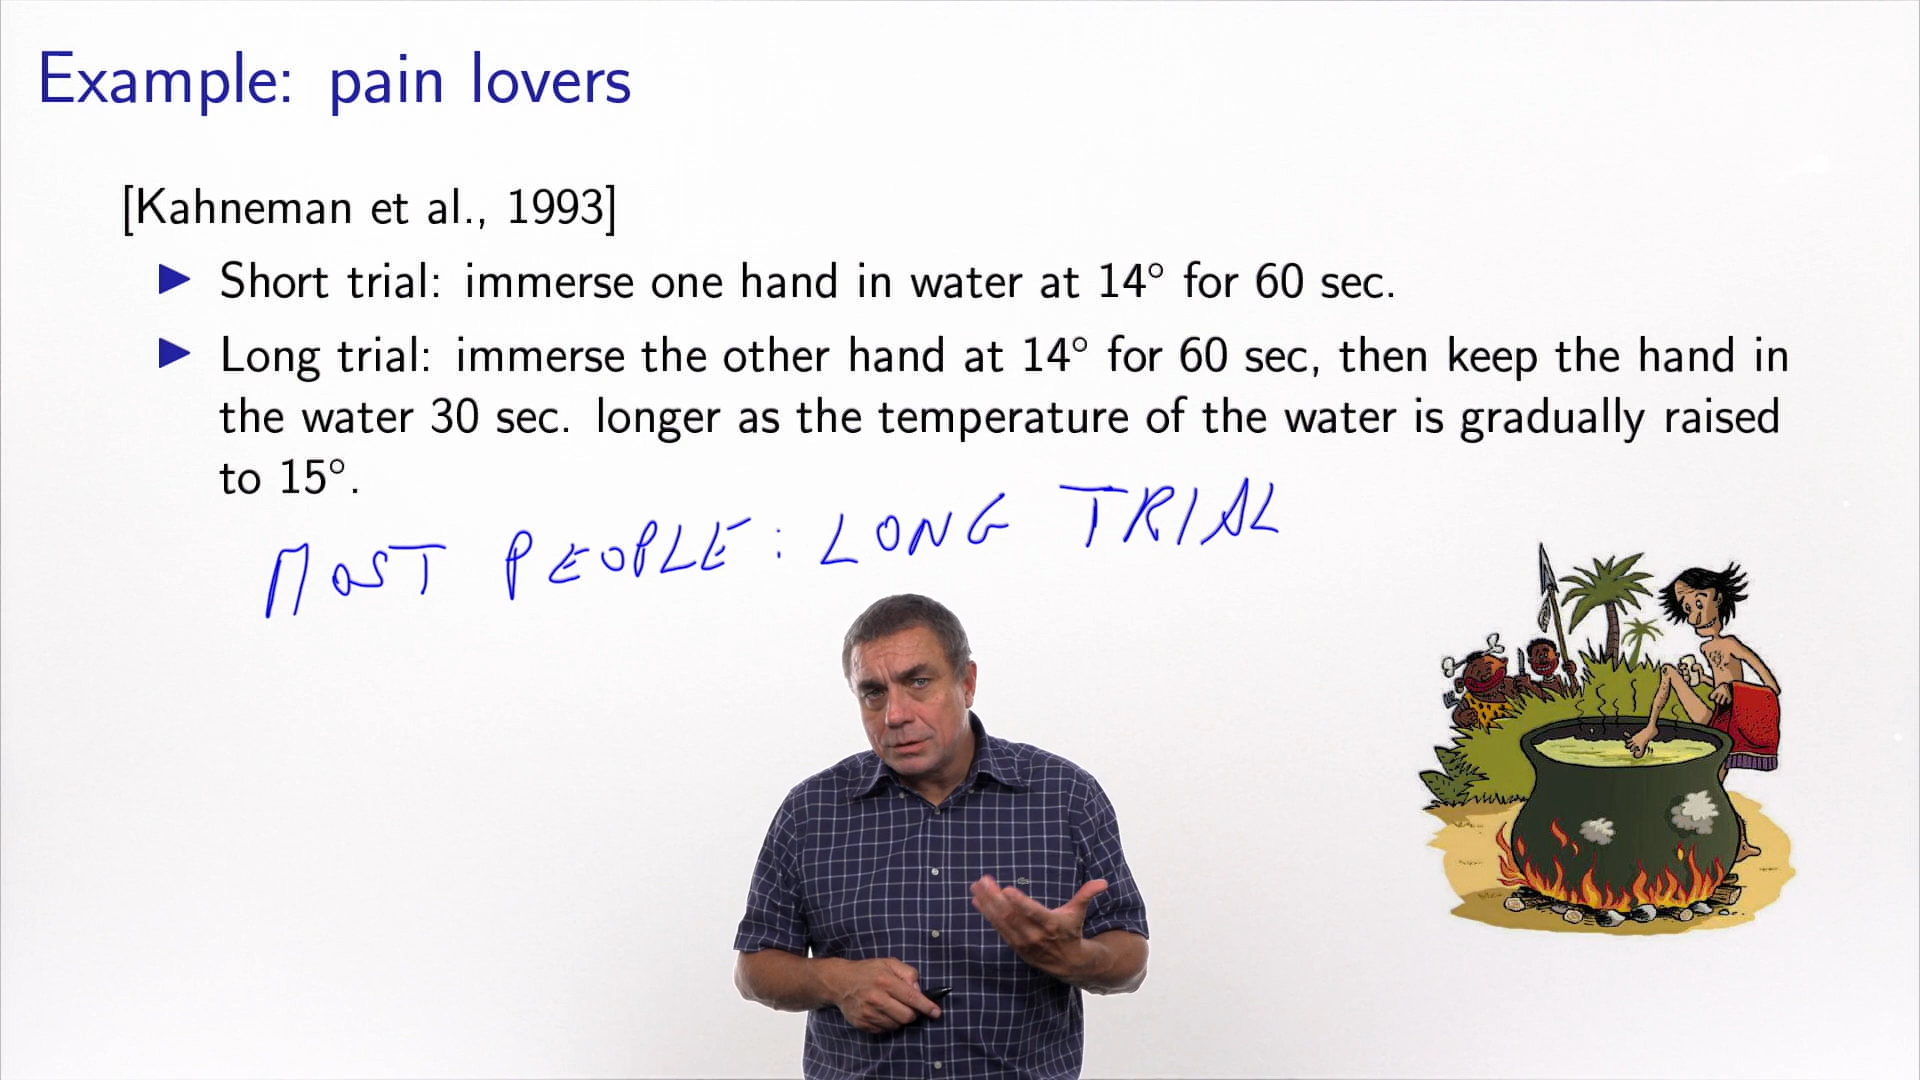 Example: pain lovers
[Kahneman et al., 1993]
▶ Short trial: immerse one hand in water at 14° for 60 sec.
▶ Long trial: immerse the other hand at 14° for 60 sec, then keep the hand in
the water 30 sec. longer as the temperature of the water is gradually raised
to 15°.
MOST PEOPLE: LONG TRIAL